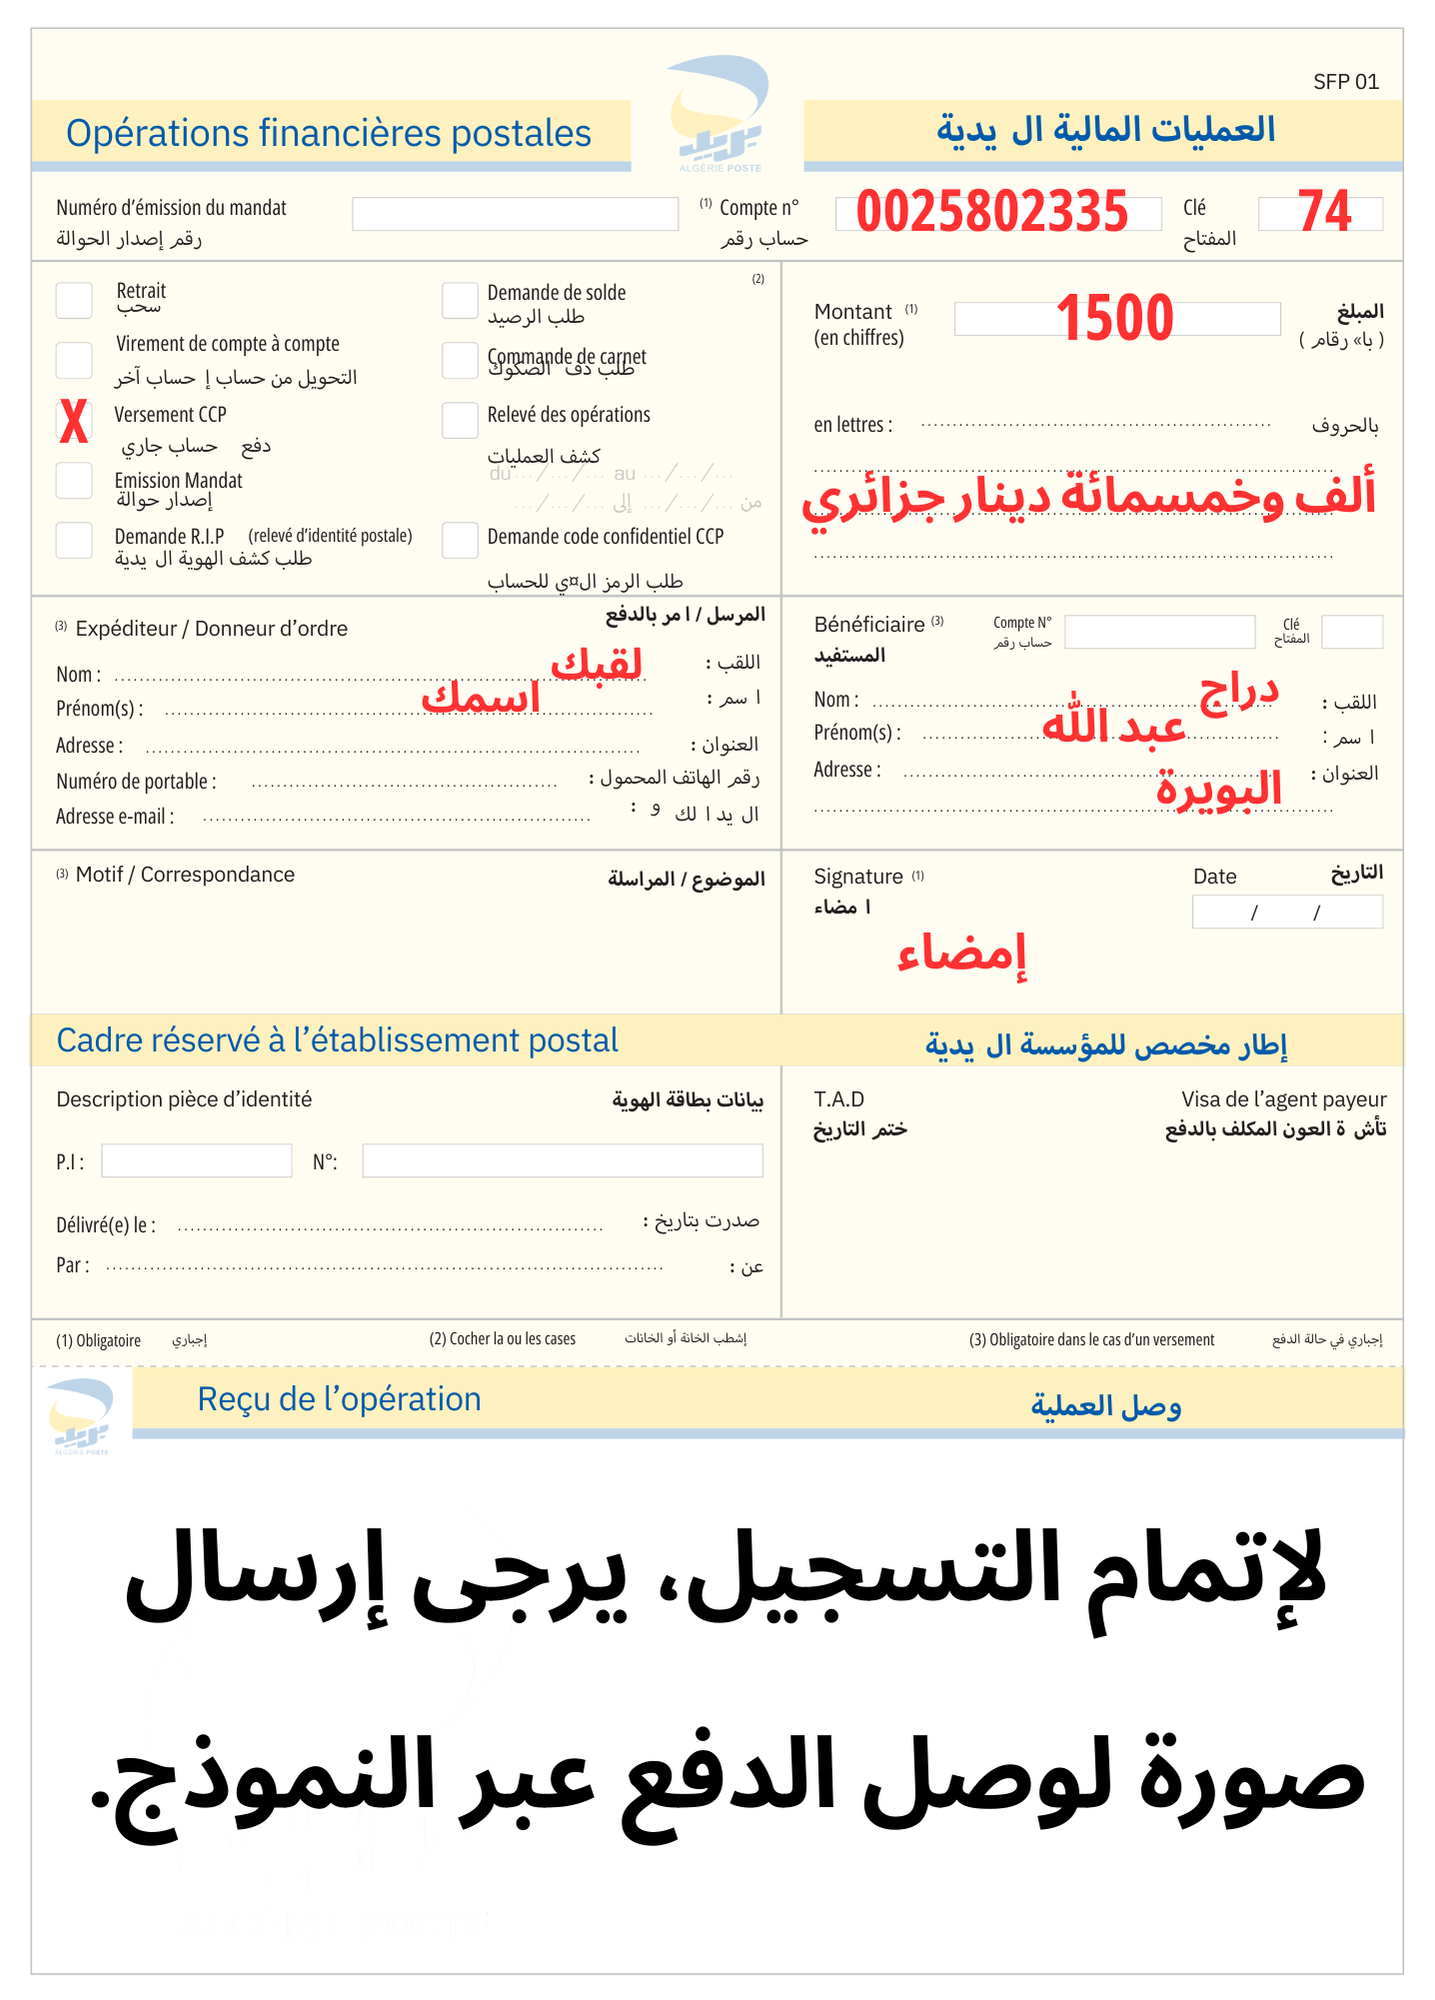 SFP 01
Opérations financières postales
العمليات المالية ال يدية
بريد
ALGÉRIE POSTE
Numéro d'émission du mandat
رقم إصدار الحوالة
(1) Compte n° 0025802335
حساب رقم
Clé 74
المفتاح
(2)
Retrait
سحب
Virement de compte à compte
التحويل من حساب إ حساب آخر
X Versement CCP
دفع حساب جاري
Emission Mandat
إصدار حوالة
Demande R.I.P (relevé d'identité postale)
طلب كشف الهوية ال يدية
Demande de solde
طلب الرصيد
Commande de carnet
طلب دف الصكوك
Relevé des opérations
كشف العمليات
du .../.../... au .../.../...
من .../.../... إلى .../.../...
Demande code confidentiel CCP
طلب الرمز ال¤ي للحساب
Montant (1) 1500 المبلغ
(en chiffres) ( با» رقام )
en lettres : بالحروف
ألف وخمسمائة دينار جزائري
(3) Expéditeur / Donneur d'ordre المرسل / ا مر بالدفع
Nom : لقبك اللقب :
Prénom(s) : اسمك ا سم :
Adresse : العنوان :
Numéro de portable : رقم الهاتف المحمول :
Adresse e-mail : ال يد ا لك و :
Bénéficiaire (3) Compte N° Clé
المستفيد حساب رقم المفتاح
Nom : دراج اللقب :
Prénom(s) : عبد الله ا سم :
Adresse : البويرة العنوان :
(3) Motif / Correspondance الموضوع / المراسلة
Signature (1) Date التاريخ
ا مضاء / /
إمضاء
Cadre réservé à l'établissement postal إطار مخصص للمؤسسة ال يدية
Description pièce d'identité بيانات بطاقة الهوية
P.I : N°:
Délivré(e) le : صدرت بتاريخ :
Par : عن :
T.A.D Visa de l'agent payeur
ختم التاريخ تأش ة العون المكلف بالدفع
(1) Obligatoire إجباري (2) Cocher la ou les cases إشطب الخانة أو الخانات (3) Obligatoire dans le cas d'un versement إجباري في حالة الدفع
بريد
ALGÉRIE POSTE
Reçu de l'opération وصل العملية
لإتمام التسجيل، يرجى إرسال
صورة لوصل الدفع عبر النموذج.